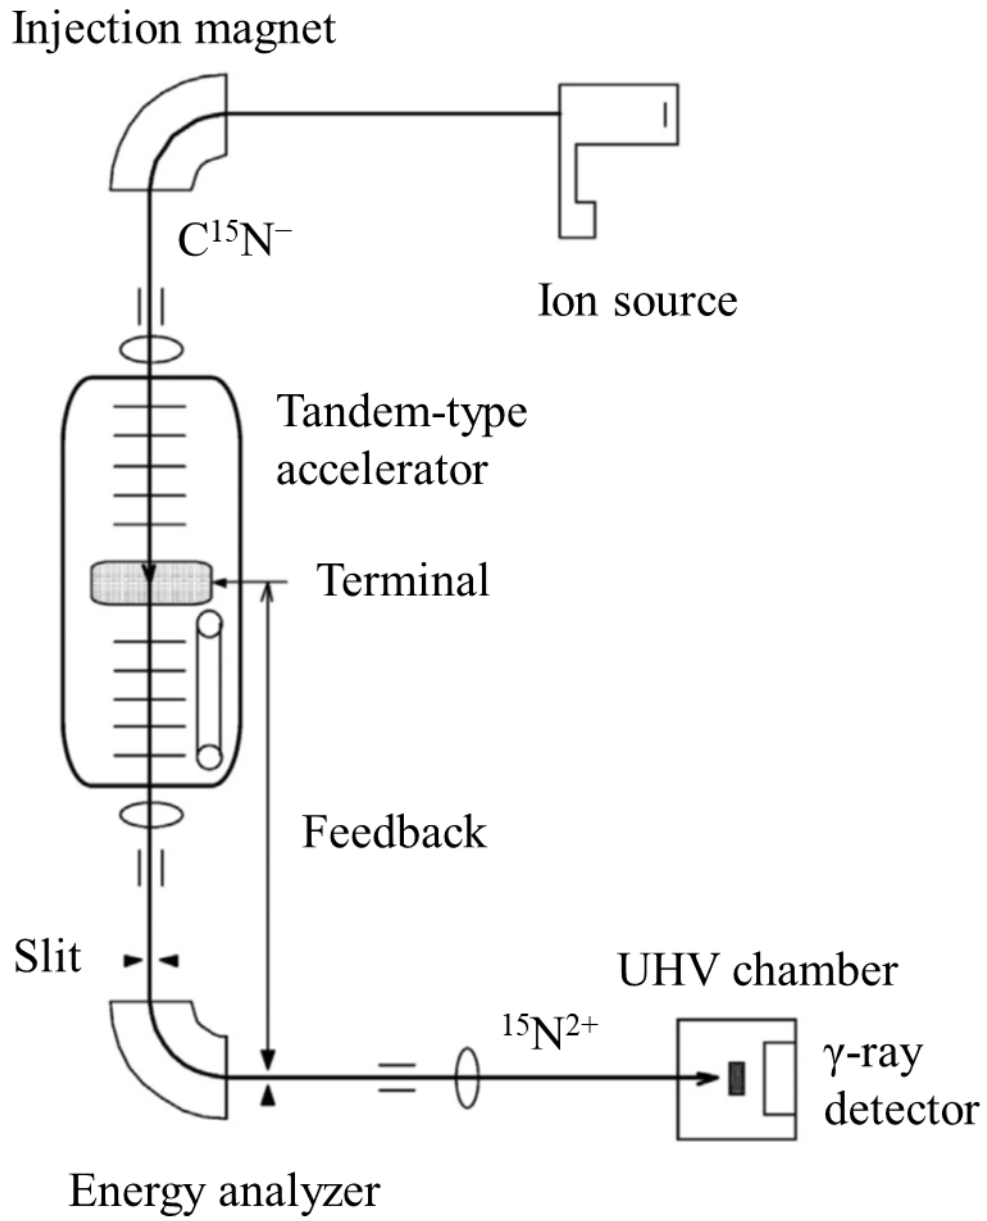 Injection magnet
C¹⁵N⁻
Ion source
Tandem-type
accelerator
Terminal
Feedback
Slit
UHV chamber
¹⁵N²⁺
γ-ray
detector
Energy analyzer